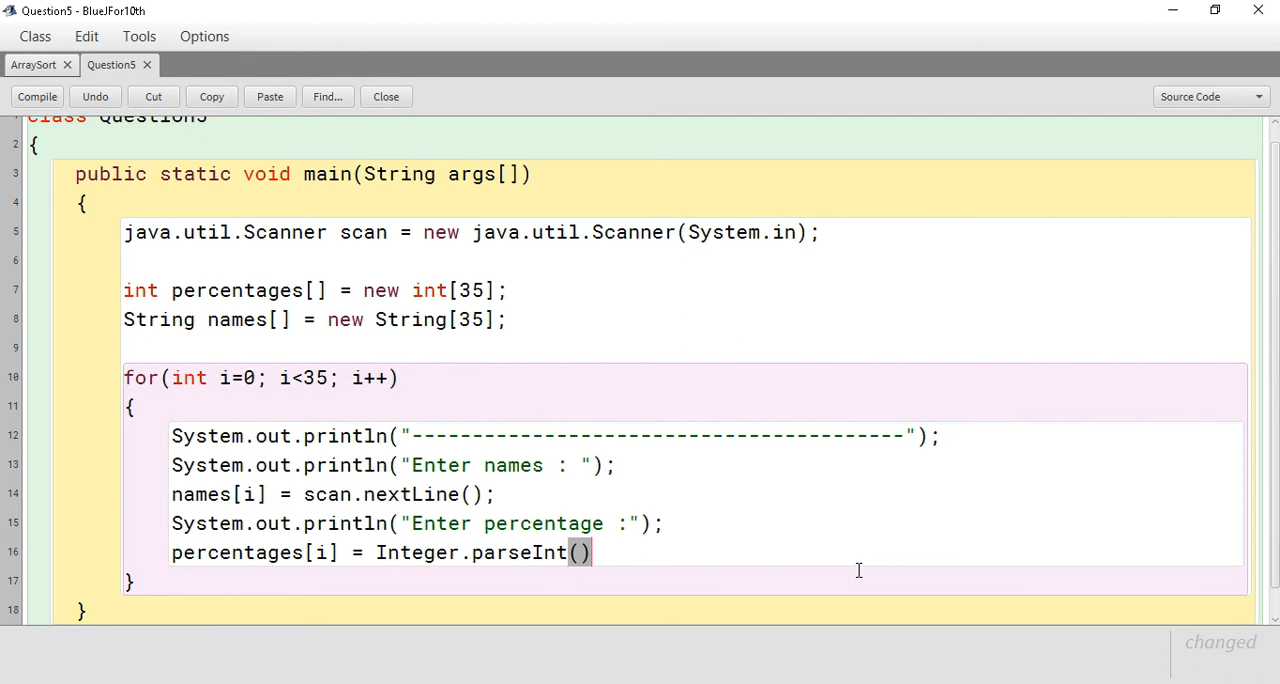 Question5 - BlueJForIOth
Class Edit Tools Options
ArraySort × Question5 ×
Compile Undo Cut Copy Paste Find... Close Source Code
1 class Question5
2 {
3 public static void main(String args[])
4 {
5 java.util.Scanner scan = new java.util.Scanner(System.in);
6
7 int percentages[] = new int[35];
8 String names[] = new String[35];
9
10 for(int i=0; i<35; i++)
11 {
12 System.out.println("-----------------------------------------");
13 System.out.println("Enter names : ");
14 names[i] = scan.nextLine();
15 System.out.println("Enter percentage :");
16 percentages[i] = Integer.parseInt()
17 }
18 }
changed